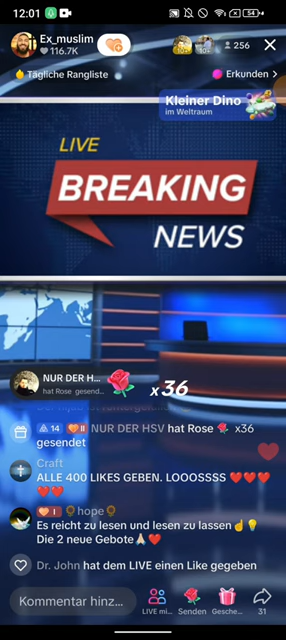 12:01
54
Ex_muslim
116.7K
10+
256
Tägliche Rangliste
Erkunden >
Kleiner Dino
im Weltraum
LIVE
BREAKING
NEWS
NUR DER H...
hat Rose gesend..
x36
14 II NUR DER HSV hat Rose x36
gesendet
Craft
ALLE 400 LIKES GEBEN. LOOOSSSS ❤️❤️❤️
❤️❤️
I 🌻hope🌻
Es reicht zu lesen und lesen zu lassen☝️💡
Die 2 neue Gebote🙏🏻❤️
Dr. John hat dem LIVE einen Like gegeben
Kommentar hinz...
LIVE mi...
Senden
Gesche...
31